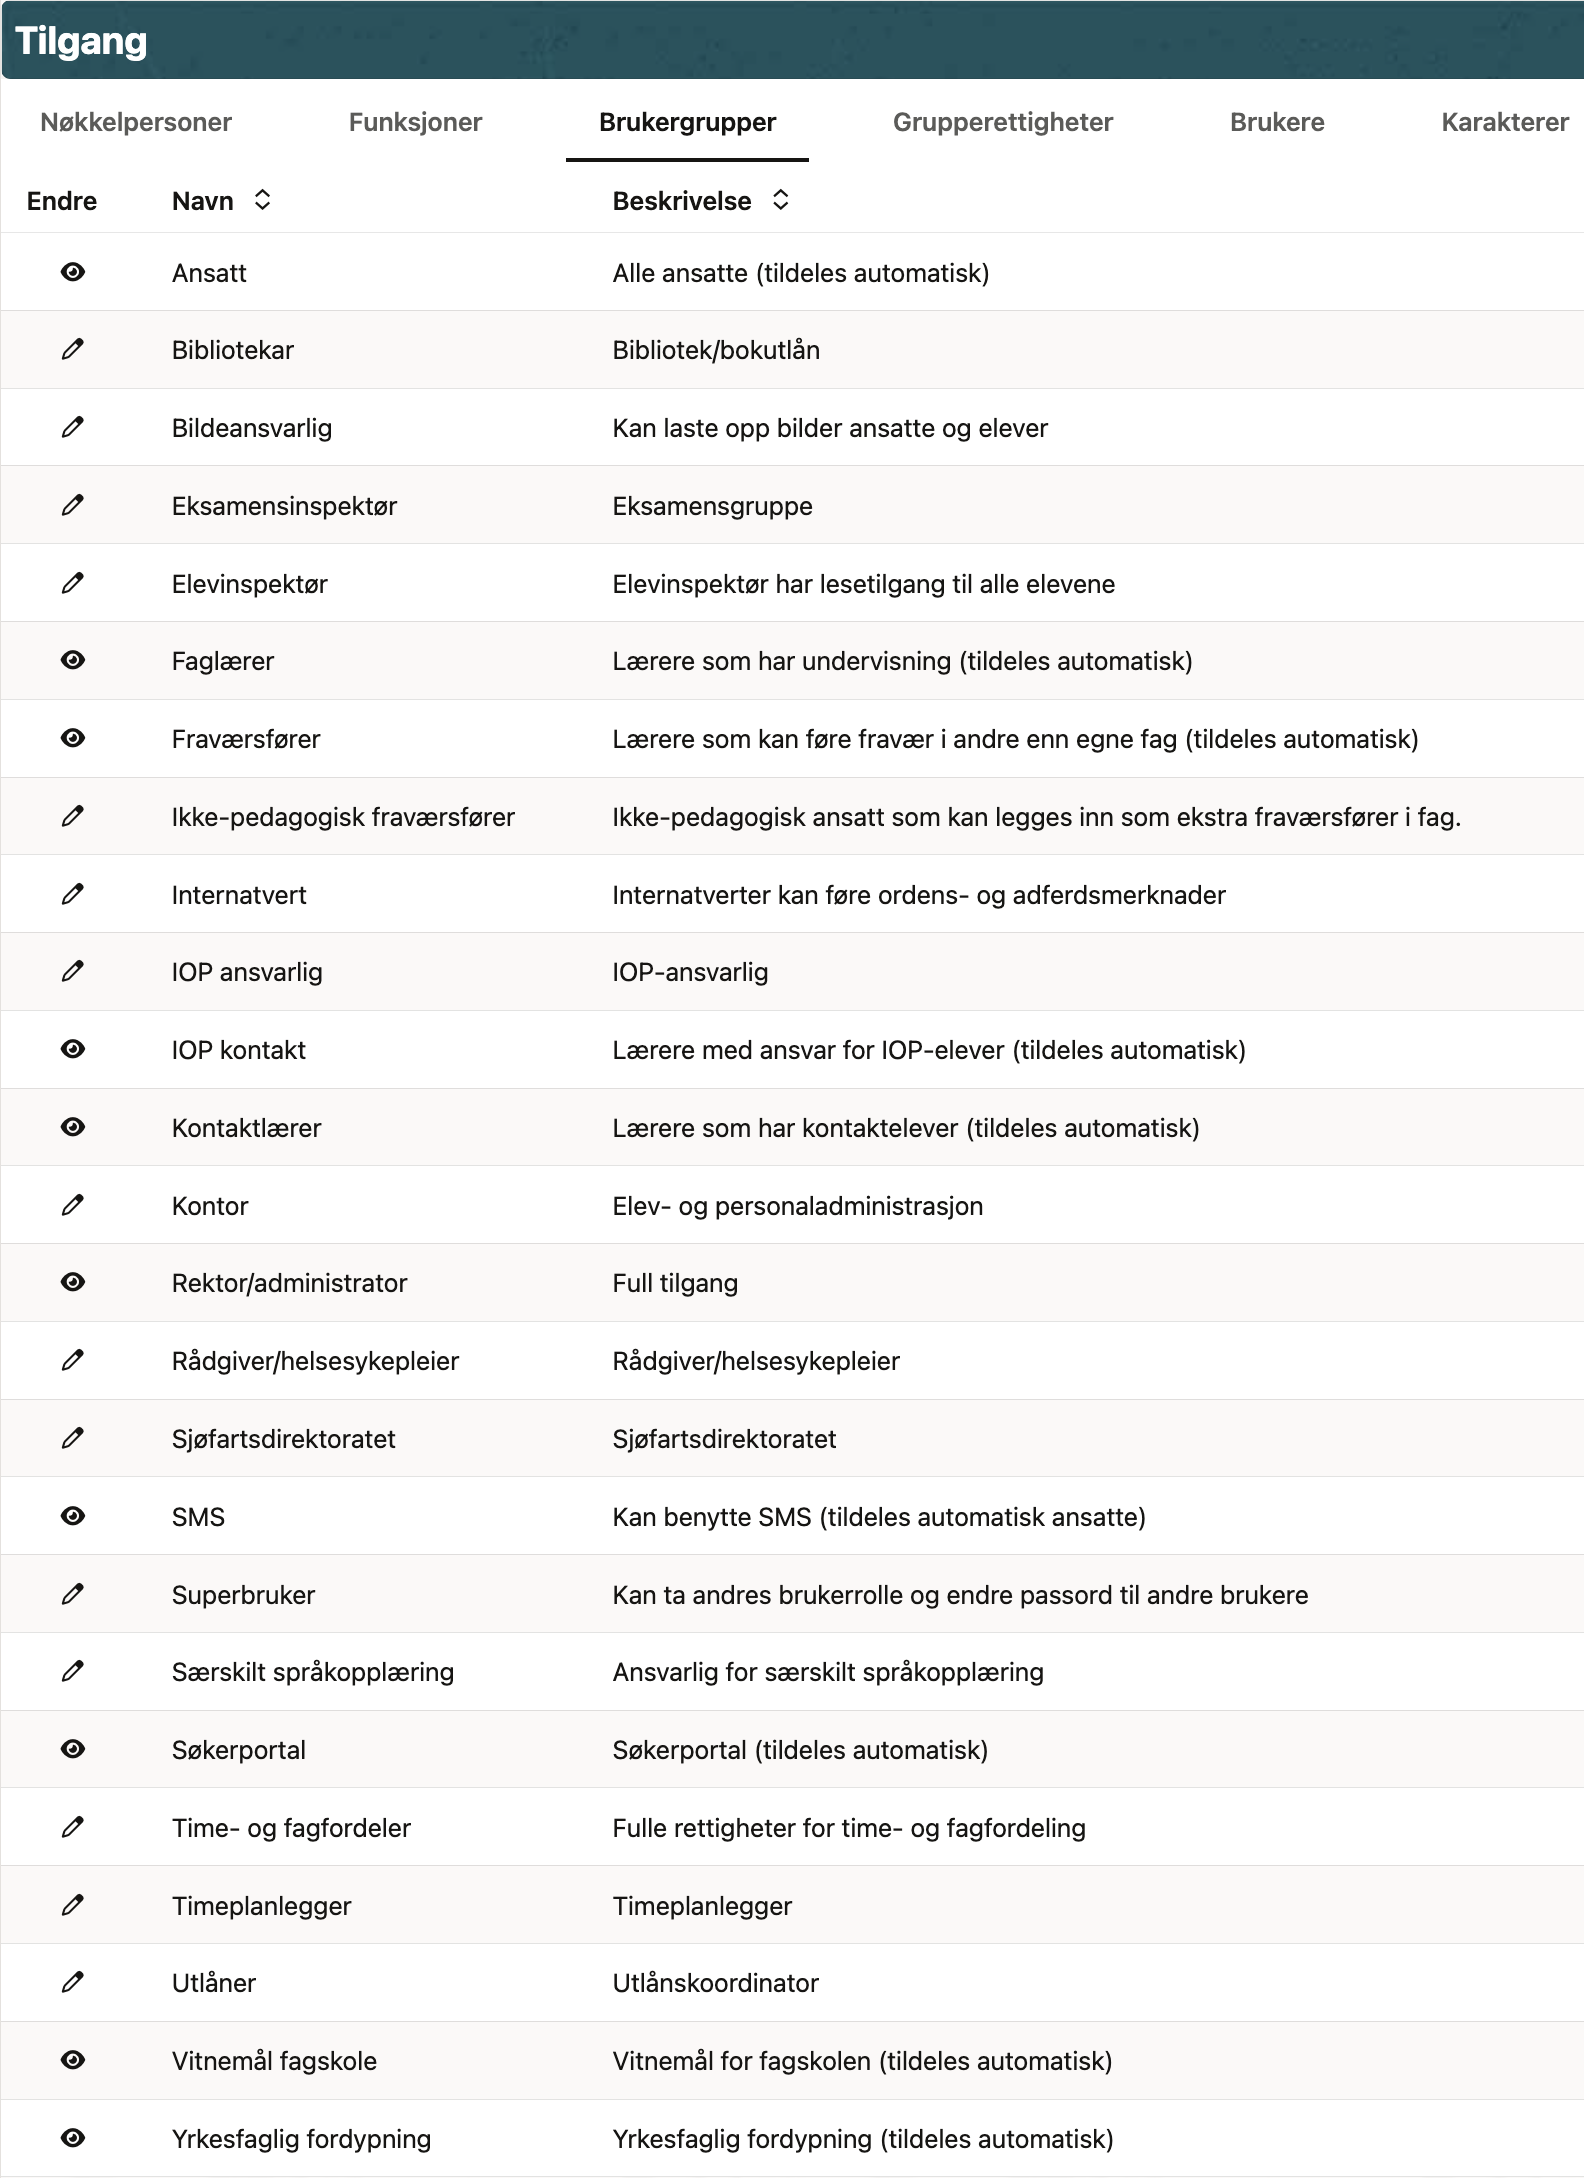 Tilgang
Nøkkelpersoner Funksjoner Brukergrupper Grupperettigheter Brukere Karakterer
Endre Navn Beskrivelse
Ansatt Alle ansatte (tildeles automatisk)
Bibliotekar Bibliotek/bokutlån
Bildeansvarlig Kan laste opp bilder ansatte og elever
Eksamensinspektør Eksamensgruppe
Elevinspektør Elevinspektør har lesetilgang til alle elevene
Faglærer Lærere som har undervisning (tildeles automatisk)
Fraværsfører Lærere som kan føre fravær i andre enn egne fag (tildeles automatisk)
Ikke-pedagogisk fraværsfører Ikke-pedagogisk ansatt som kan legges inn som ekstra fraværsfører i fag.
Internatvert Internatverter kan føre ordens- og adferdsmerknader
IOP ansvarlig IOP-ansvarlig
IOP kontakt Lærere med ansvar for IOP-elever (tildeles automatisk)
Kontaktlærer Lærere som har kontaktelever (tildeles automatisk)
Kontor Elev- og personaladministrasjon
Rektor/administrator Full tilgang
Rådgiver/helsesykepleier Rådgiver/helsesykepleier
Sjøfartsdirektoratet Sjøfartsdirektoratet
SMS Kan benytte SMS (tildeles automatisk ansatte)
Superbruker Kan ta andres brukerrolle og endre passord til andre brukere
Særskilt språkopplæring Ansvarlig for særskilt språkopplæring
Søkerportal Søkerportal (tildeles automatisk)
Time- og fagfordeler Fulle rettigheter for time- og fagfordeling
Timeplanlegger Timeplanlegger
Utlåner Utlånskoordinator
Vitnemål fagskole Vitnemål for fagskolen (tildeles automatisk)
Yrkesfaglig fordypning Yrkesfaglig fordypning (tildeles automatisk)